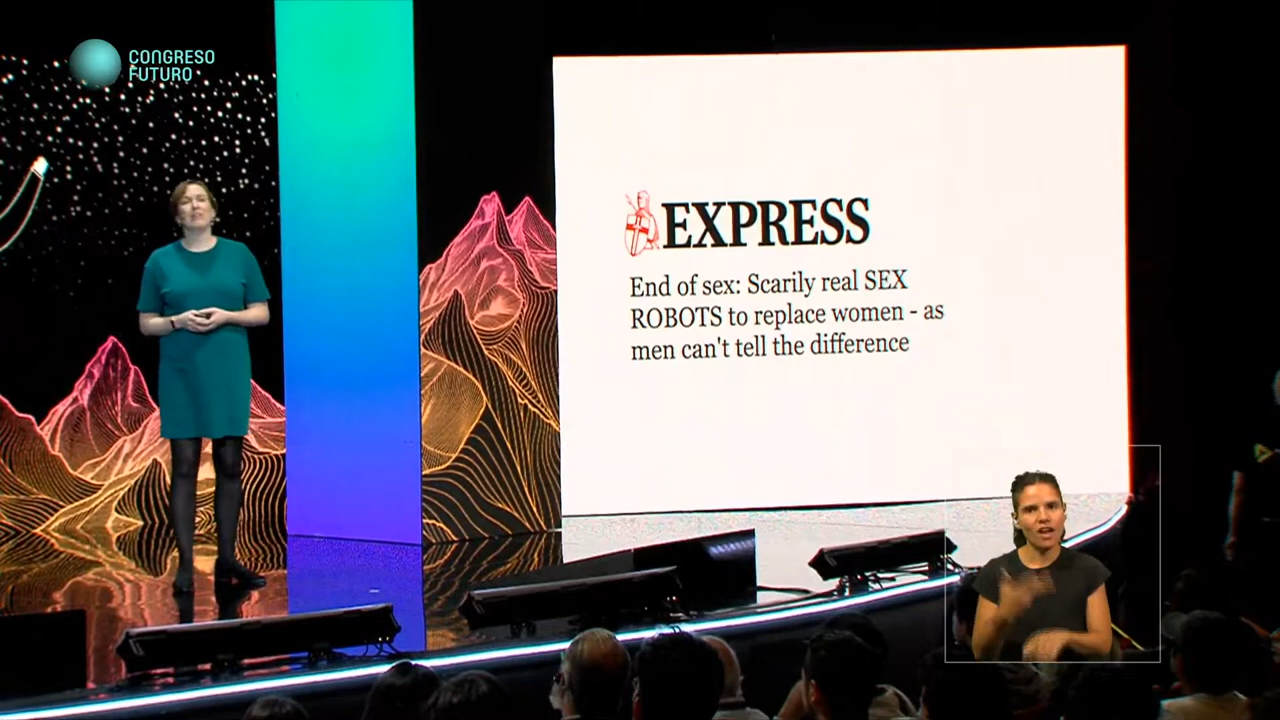 CONGRESO
FUTURO
EXPRESS
End of sex: Scarily real SEX
ROBOTS to replace women - as
men can't tell the difference